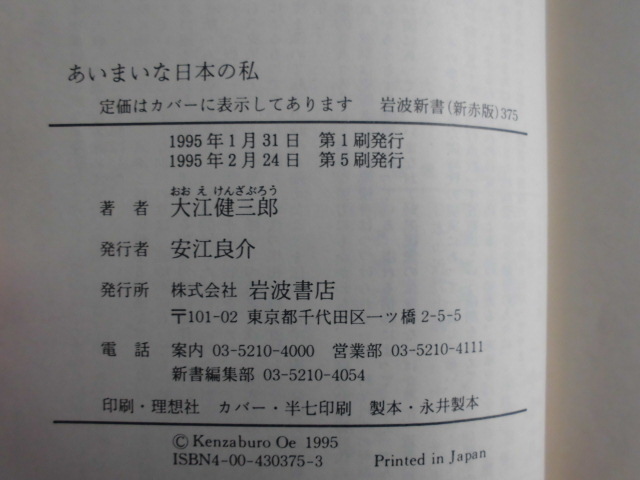 あいまいな日本の私
定価はカバーに表示してあります 岩波新書(新赤版)375
1995年1月31日 第1刷発行
1995年2月24日 第5刷発行
おおえけんざぶろう
著者 大江健三郎
発行者 安江良介
発行所 株式会社 岩波書店
〒101-02 東京都千代田区一ツ橋2-5-5
電話 案内 03-5210-4000 営業部 03-5210-4111
新書編集部 03-5210-4054
印刷・理想社 カバー・半七印刷 製本・永井製本
© Kenzaburo Oe 1995
ISBN4-00-430375-3 Printed in Japan